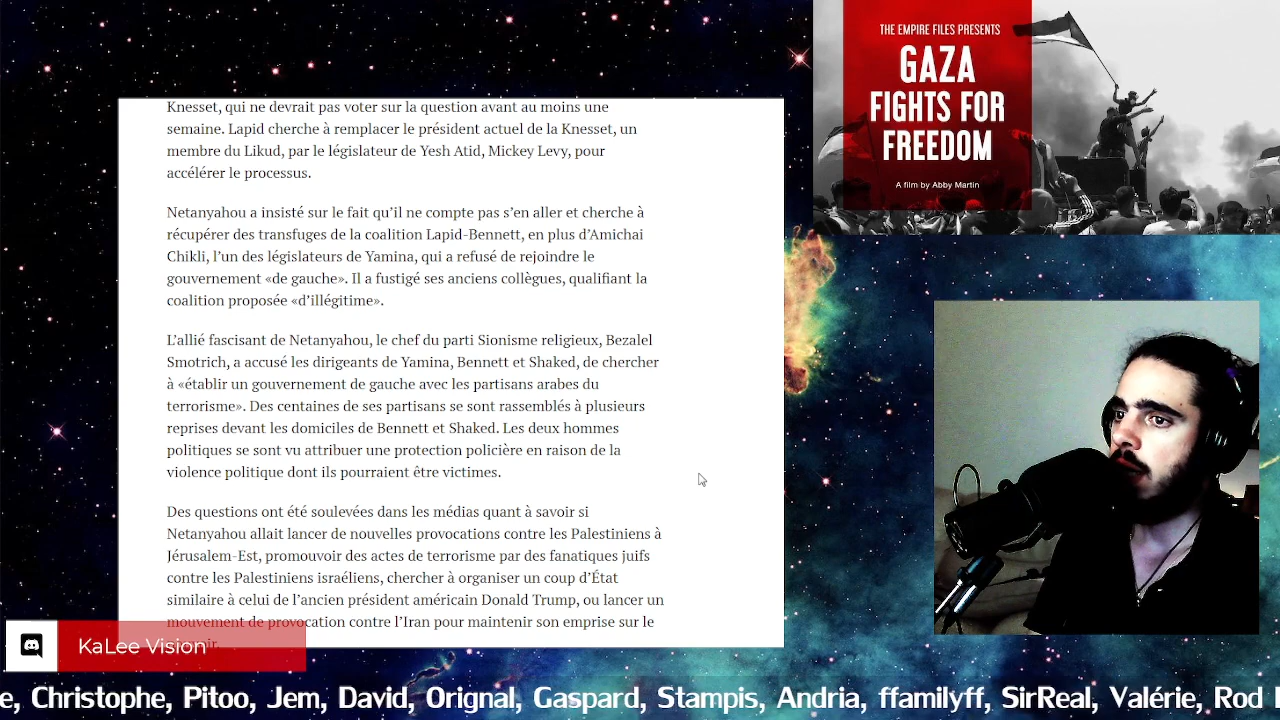 Knesset, qui ne devrait pas voter sur la question avant au moins une
semaine. Lapid cherche à remplacer le président actuel de la Knesset, un
membre du Likud, par le législateur de Yesh Atid, Mickey Levy, pour
accélérer le processus.
Netanyahou a insisté sur le fait qu’il ne compte pas s’en aller et cherche à
récupérer des transfuges de la coalition Lapid-Bennett, en plus d’Amichai
Chikli, l’un des législateurs de Yamina, qui a refusé de rejoindre le
gouvernement «de gauche». Il a fustigé ses anciens collègues, qualifiant la
coalition proposée «d’illégitime».
L’allié fascisant de Netanyahou, le chef du parti Sionisme religieux, Bezalel
Smotrich, a accusé les dirigeants de Yamina, Bennett et Shaked, de chercher
à «établir un gouvernement de gauche avec les partisans arabes du
terrorisme». Des centaines de ses partisans se sont rassemblés à plusieurs
reprises devant les domiciles de Bennett et Shaked. Les deux hommes
politiques se sont vu attribuer une protection policière en raison de la
violence politique dont ils pourraient être victimes.
Des questions ont été soulevées dans les médias quant à savoir si
Netanyahou allait lancer de nouvelles provocations contre les Palestiniens à
Jérusalem-Est, promouvoir des actes de terrorisme par des fanatiques juifs
contre les Palestiniens israéliens, chercher à organiser un coup d’État
similaire à celui de l’ancien président américain Donald Trump, ou lancer un
mouvement de provocation contre l’Iran pour maintenir son emprise sur le
THE EMPIRE FILES PRESENTS
GAZA
FIGHTS FOR
FREEDOM
A film by Abby Martin
KaLee Vision
e, Christophe, Pitoo, Jem, David, Orignal, Gaspard, Stampis, Andria, ffamilyff, SirReal, Valérie, Rod